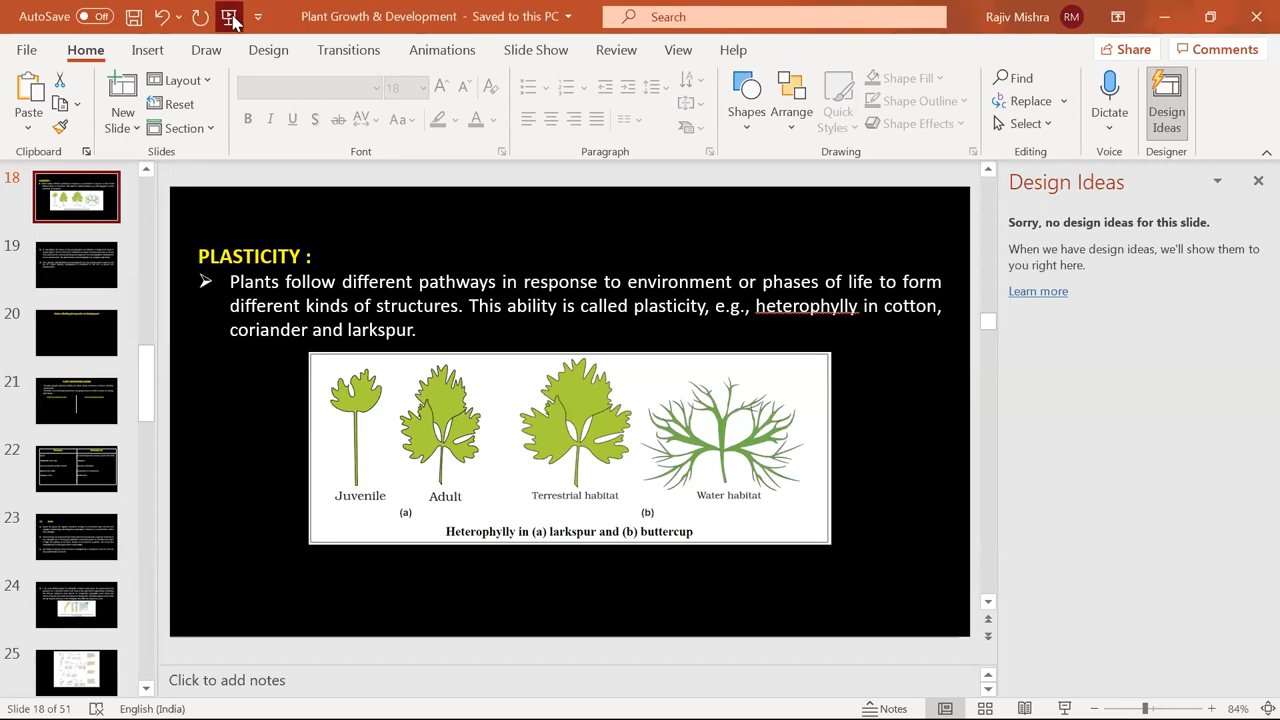 AutoSave Off Plant Growth & Development - Saved to this PC Search Rajiv Mishra RM
File Home Insert Draw Design Transitions Animations Slide Show Review View Help Share Comments
Paste New Slide Layout Reset Section Shapes Arrange Quick Styles Shape Fill Shape Outline Shape Effects Find Replace Select Dictate Design Ideas
Clipboard Slides Font Paragraph Drawing Editing Voice Designer
18
19
20
22
24
25
PLASTICITY :
Plants follow different pathways in response to environment or phases of life to form
different kinds of structures. This ability is called plasticity, e.g., heterophylly in cotton,
coriander and larkspur.
Juvenile Adult Terrestrial habitat Water habitat
(a) (b)
in (a) larkspur and (b) buttercup
Design Ideas
Sorry, no design ideas for this slide.
When we have design ideas, we'll show them to
you right here.
Learn more
Click to add notes
Slide 18 of 51 English (India) Notes 84%